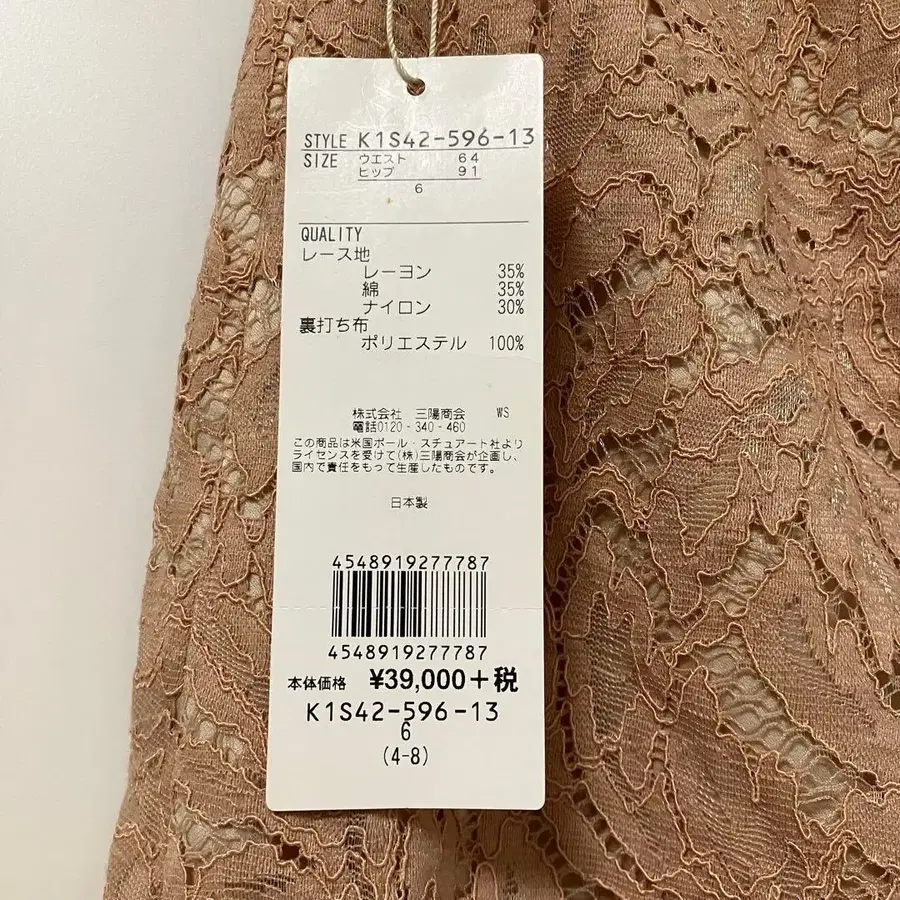 STYLE K1S42-596-13
SIZE ウエスト 64
ヒップ 91
6
QUALITY
レース地
レーヨン 35%
綿 35%
ナイロン 30%
裏打ち布
ポリエステル 100%
株式会社 三陽商会 WS
電話0120-340-460
この商品は米国ポール・スチュアート社より
ライセンスを受けて(株)三陽商会が企画し、
国内で責任をもって生産したものです。
日本製
4548919277787
4548919277787
本体価格 ¥39,000+税
K1S42-596-13
6
(4-8)